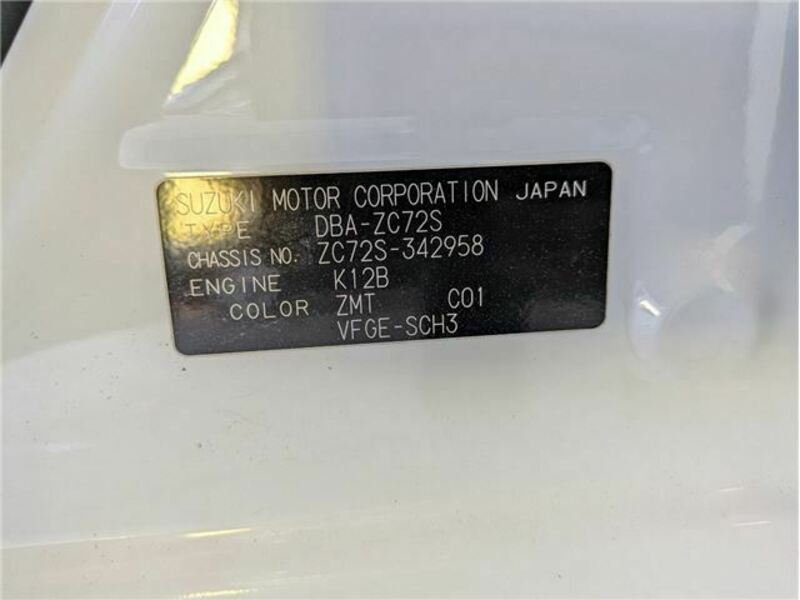 SUZUKI MOTOR CORPORATION JAPAN
TYPE DBA-ZC72S
CHASSIS NO. ZC72S-342958
ENGINE K12B
COLOR ZMT C01
VFGE-SCH3